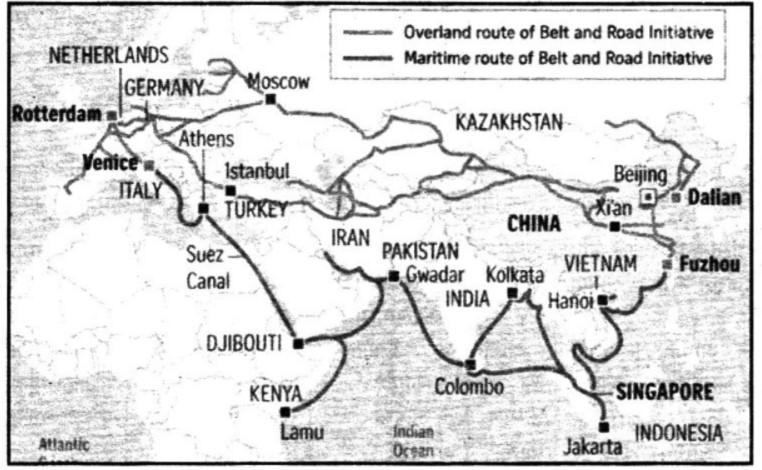 Overland route of Belt and Road Initiative
Maritime route of Belt and Road Initiative
NETHERLANDS
GERMANY
Moscow
Rotterdam
KAZAKHSTAN
Athens
Venice
Istanbul
Beijing
ITALY
TURKEY
Dalian
CHINA
Xi'an
IRAN
Suez
Canal
PAKISTAN
Gwadar
Kolkata
VIETNAM
Fuzhou
INDIA
Hanoi
DJIBOUTI
Colombo
SINGAPORE
KENYA
Lamu
Indian
Ocean
Jakarta
INDONESIA
Atlantic